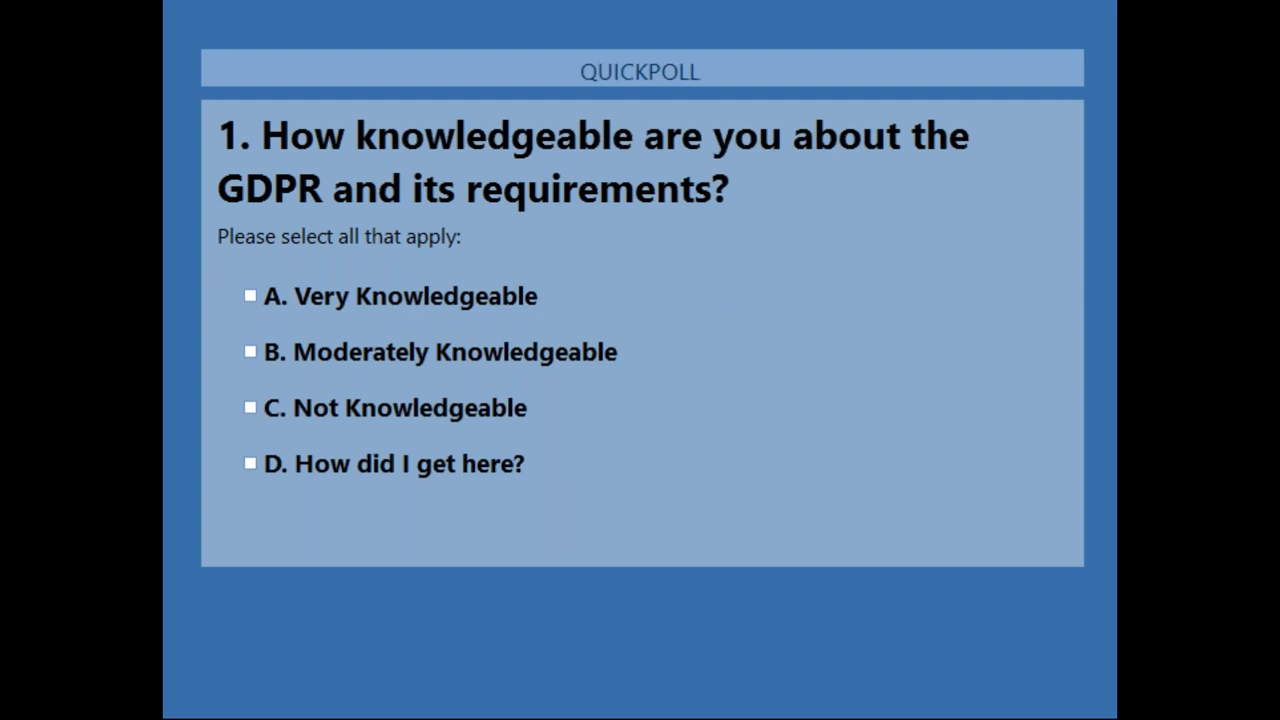 QUICKPOLL
1. How knowledgeable are you about the
GDPR and its requirements?
Please select all that apply:
A. Very Knowledgeable
B. Moderately Knowledgeable
C. Not Knowledgeable
D. How did I get here?